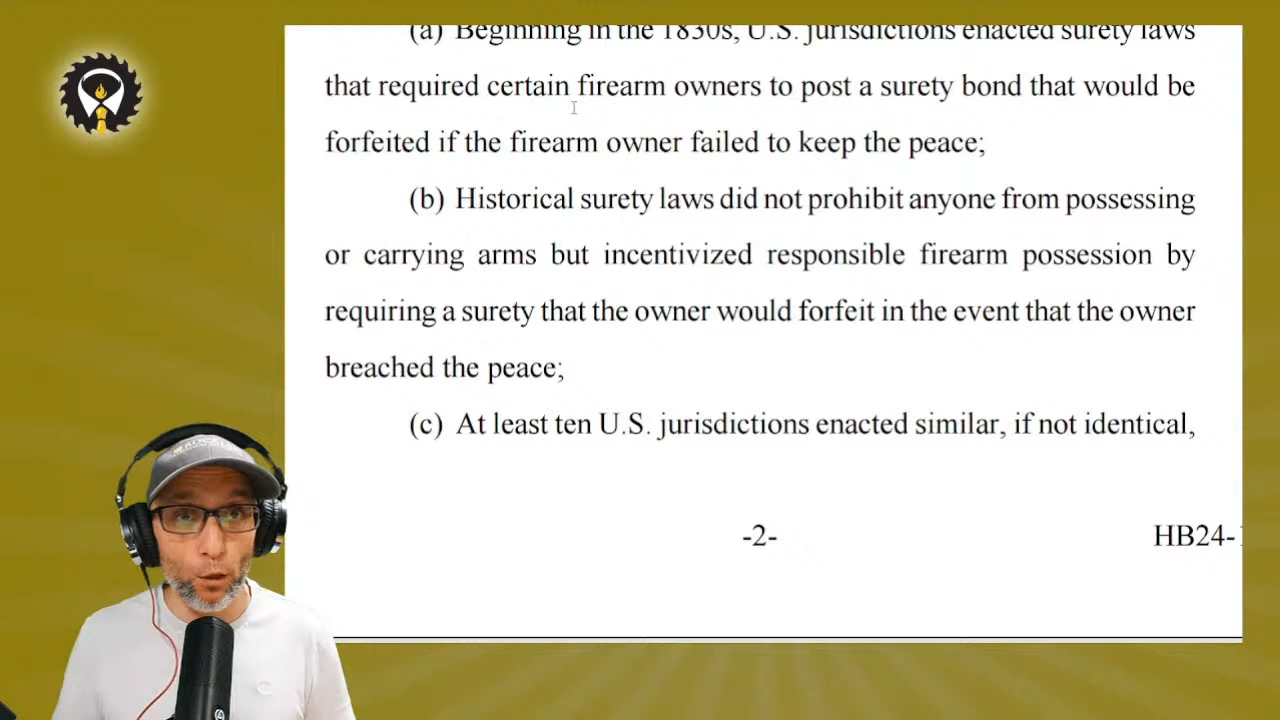 (a) Beginning in the 1830s, U.S. jurisdictions enacted surety laws
that required certain firearm owners to post a surety bond that would be
forfeited if the firearm owner failed to keep the peace;
(b) Historical surety laws did not prohibit anyone from possessing
or carrying arms but incentivized responsible firearm possession by
requiring a surety that the owner would forfeit in the event that the owner
breached the peace;
(c) At least ten U.S. jurisdictions enacted similar, if not identical,
-2-
HB24-